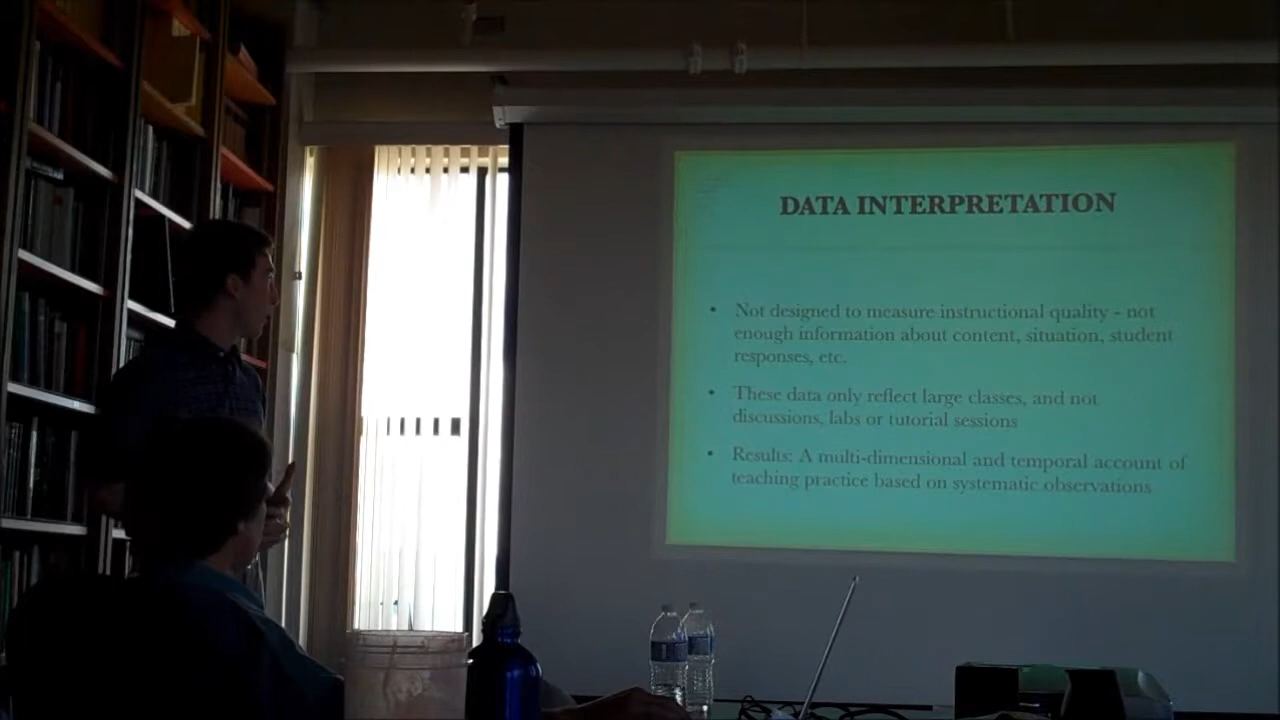 DATA INTERPRETATION
• Not designed to measure instructional quality - not
enough information about content, situation, student
responses, etc.
• These data only reflect large classes, and not
discussions, labs or tutorial sessions
• Results: A multi-dimensional and temporal account of
teaching practice based on systematic observations